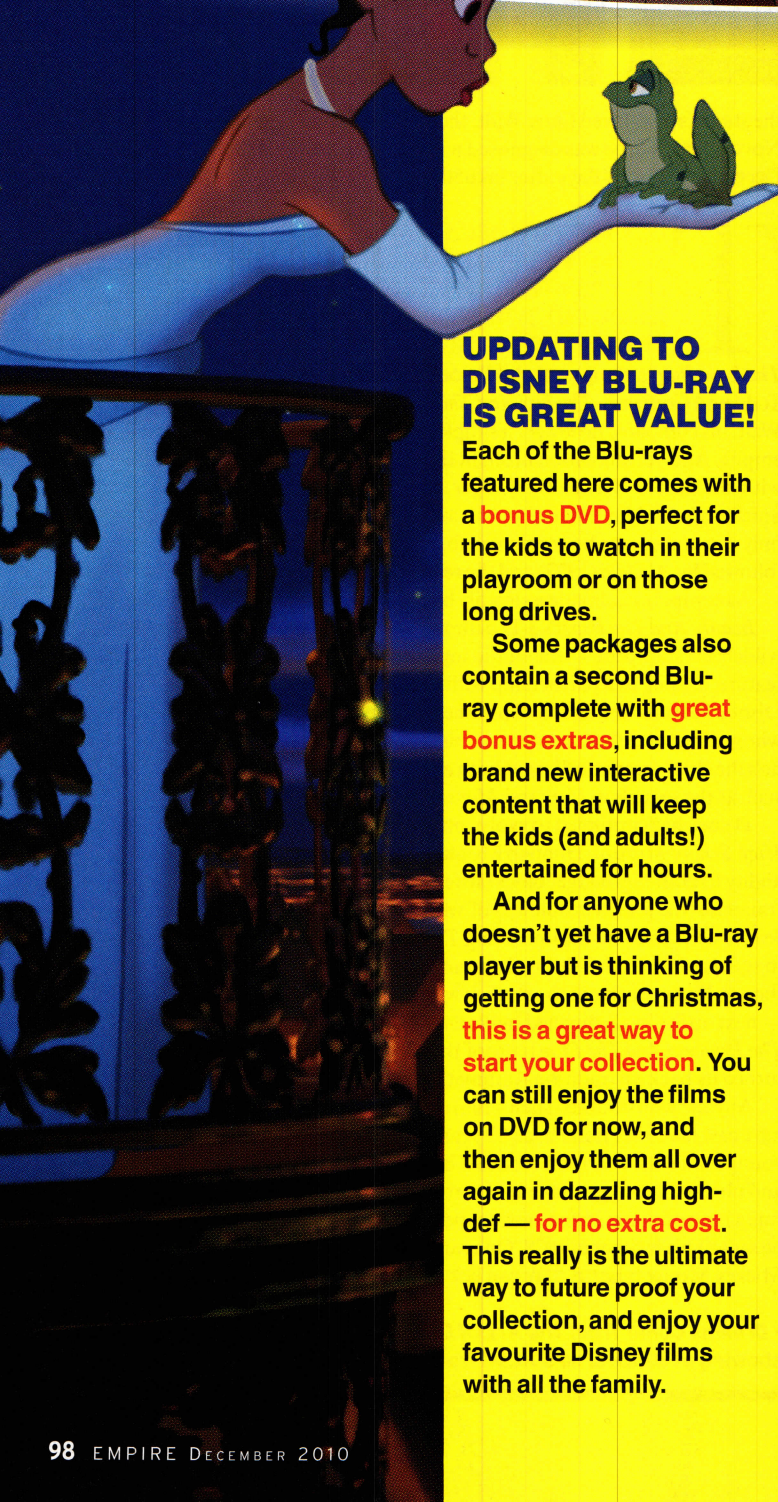 UPDATING TO
DISNEY BLU-RAY
IS GREAT VALUE!
Each of the Blu-rays
featured here comes with
a bonus DVD, perfect for
the kids to watch in their
playroom or on those
long drives.
Some packages also
contain a second Blu-
ray complete with great
bonus extras, including
brand new interactive
content that will keep
the kids (and adults!)
entertained for hours.
And for anyone who
doesn’t yet have a Blu-ray
player but is thinking of
getting one for Christmas,
this is a great way to
start your collection. You
can still enjoy the films
on DVD for now, and
then enjoy them all over
again in dazzling high-
def — for no extra cost.
This really is the ultimate
way to future proof your
collection, and enjoy your
favourite Disney films
with all the family.
98 EMPIRE DECEMBER 2010